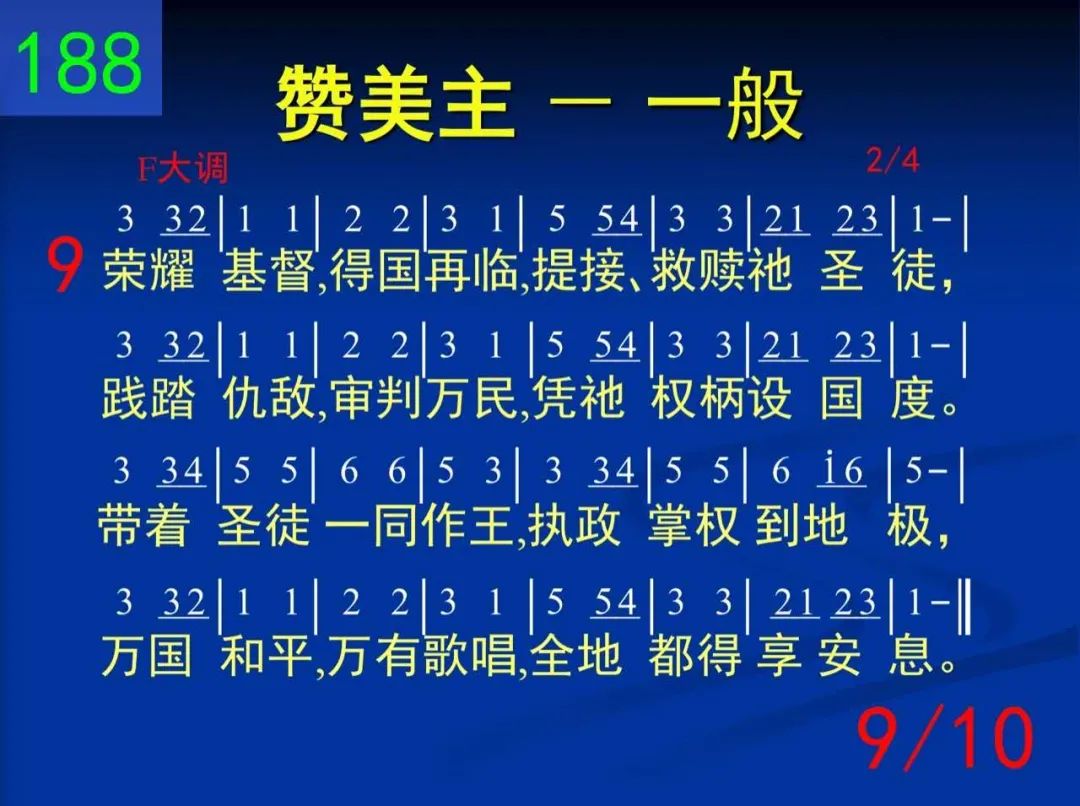 188
赞美主 — 一般
F大调 2/4
3 32|1 1|2 2|3 1|5 54|3 3|21 23|1-|
9 荣耀 基督,得国再临,提接、救赎祂 圣 徒,
3 32|1 1|2 2|3 1|5 54|3 3|21 23|1-|
践踏 仇敌,审判万民,凭祂 权柄设 国 度。
3 34|5 5|6 6|5 3|3 34|5 5|6 i6|5-|
带着 圣徒一同作王,执政 掌权到地 极,
3 32|1 1|2 2|3 1|5 54|3 3|21 23|1-‖
万国 和平,万有歌唱,全地 都得享安 息。
9/10